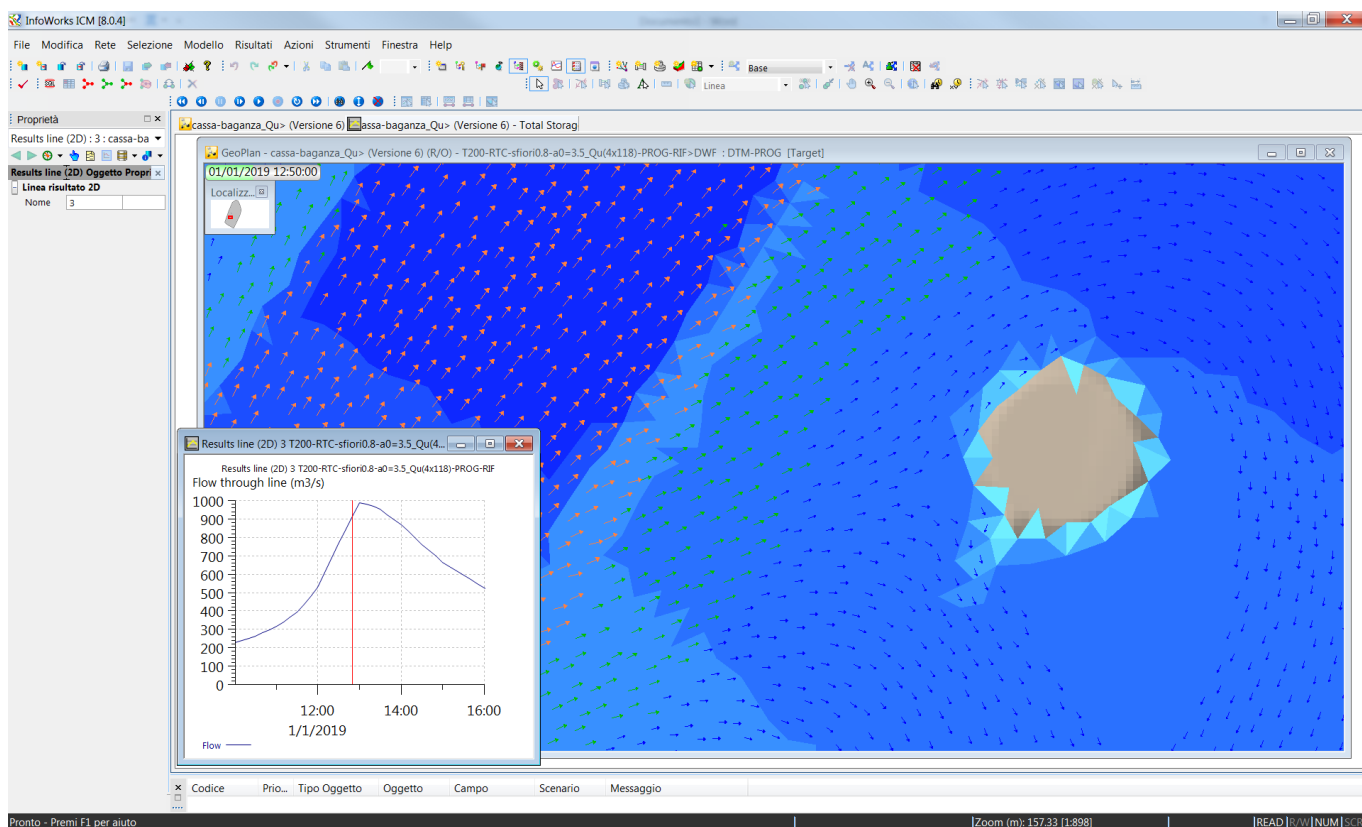 InfoWorks ICM [8.0.4]
File Modifica Rete Selezione Modello Risultati Azioni Strumenti Finestra Help
Base
Linea
Proprietà
cassa-baganza_Qu> (Versione 6) assa-baganza_Qu> (Versione 6) - Total Storag
Results line (2D) : 3 : cassa-ba
GeoPlan - cassa-baganza_Qu> (Versione 6) (R/O) - T200-RTC-sfiori0.8-a0=3.5_Qu(4x118)-PROG-RIF>DWF : DTM-PROG [Target]
Results line (2D) Oggetto Propri
01/01/2019 12:50:00
Linea risultato 2D
Localizz...
Nome 3
Results line (2D) 3 T200-RTC-sfiori0.8-a0=3.5_Qu(4...
Results line (2D) 3 T200-RTC-sfiori0.8-a0=3.5_Qu(4x118)-PROG-RIF
Flow through line (m3/s)
1000
900
800
700
600
500
400
300
200
100
0
12:00 14:00 16:00
1/1/2019
Flow
Codice Prio... Tipo Oggetto Oggetto Campo Scenario Messaggio
Pronto - Premi F1 per aiuto Zoom (m): 157.33 [1:898] READ R/W NUM SCR